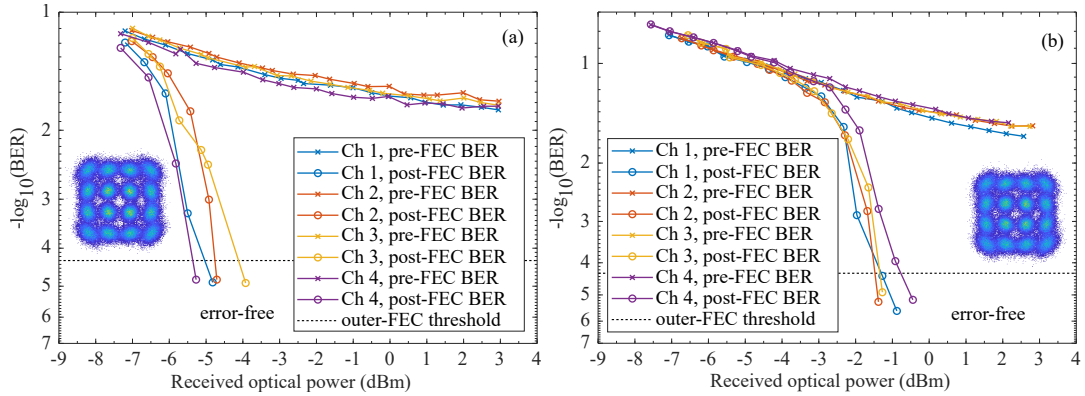 (a)
-log10(BER)
1
2
3
4
5
6
7
Ch 1, pre-FEC BER
Ch 1, post-FEC BER
Ch 2, pre-FEC BER
Ch 2, post-FEC BER
Ch 3, pre-FEC BER
Ch 3, post-FEC BER
Ch 4, pre-FEC BER
Ch 4, post-FEC BER
outer-FEC threshold
error-free
-9 -8 -7 -6 -5 -4 -3 -2 -1 0 1 2 3 4
Received optical power (dBm)
(b)
-log10(BER)
1
2
3
4
5
6
Ch 1, pre-FEC BER
Ch 1, post-FEC BER
Ch 2, pre-FEC BER
Ch 2, post-FEC BER
Ch 3, pre-FEC BER
Ch 3, post-FEC BER
Ch 4, pre-FEC BER
Ch 4, post-FEC BER
outer-FEC threshold
error-free
-9 -8 -7 -6 -5 -4 -3 -2 -1 0 1 2 3 4
Received optical power (dBm)